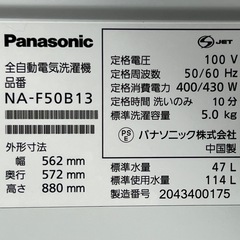 Panasonic
全自動電気洗濯機
品番
NA-F50B13
外形寸法
幅 562 mm
奥行 572 mm
高さ 880 mm
S JET
定格電圧 100 V
定格周波数 50/60 Hz
定格消費電力 400/430 W
定格時間 洗いのみ 10分
標準洗濯容量 5.0 kg
PS E パナソニック株式会社
中国製
標準水量 47 L
標準使用水量 114 L
製造番号 2043400175